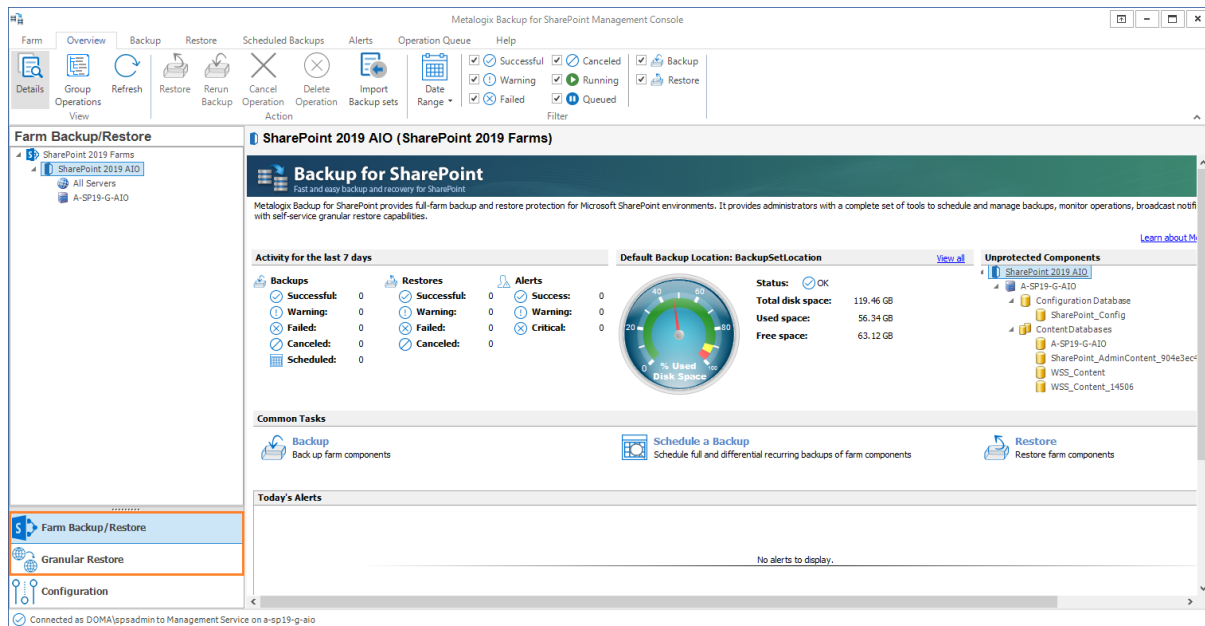 Metalogix Backup for SharePoint Management Console
Farm Overview Backup Restore Scheduled Backups Alerts Operation Queue Help
Details
Group Operations
Refresh
Restore
Rerun Backup
Cancel Operation
Delete Operation
Import Backup sets
Date Range
Successful Canceled Backup
Warning Running Restore
Failed Queued
View Action Filter
Farm Backup/Restore
SharePoint 2019 Farms
SharePoint 2019 AIO
All Servers
A-SP19-G-AIO
Farm Backup/Restore
Granular Restore
Configuration
SharePoint 2019 AIO (SharePoint 2019 Farms)
Backup for SharePoint
Fast and easy backup and recovery for SharePoint
Metalogix Backup for SharePoint provides full-farm backup and restore protection for Microsoft SharePoint environments. It provides administrators with a complete set of tools to schedule and manage backups, monitor operations, broadcast notifi
with self-service granular restore capabilities.
Learn about M
Activity for the last 7 days
Backups
Successful: 0
Warning: 0
Failed: 0
Canceled: 0
Scheduled: 0
Restores
Successful: 0
Warning: 0
Failed: 0
Canceled: 0
Alerts
Success: 0
Warning: 0
Critical: 0
Default Backup Location: BackupSetLocation View all
0 20 40 60 80 100
% Used
Disk Space
Status: OK
Total disk space: 119.46 GB
Used space: 56.34 GB
Free space: 63.12 GB
Unprotected Components
SharePoint 2019 AIO
A-SP19-G-AIO
Configuration Database
SharePoint_Config
ContentDatabases
A-SP19-G-AIO
SharePoint_AdminContent_904e3ec4
WSS_Content
WSS_Content_14506
Common Tasks
Backup
Back up farm components
Schedule a Backup
Schedule full and differential recurring backups of farm components
Restore
Restore farm components
Today's Alerts
No alerts to display.
Connected as DOMA\spsadmin to Management Service on a-sp19-g-aio